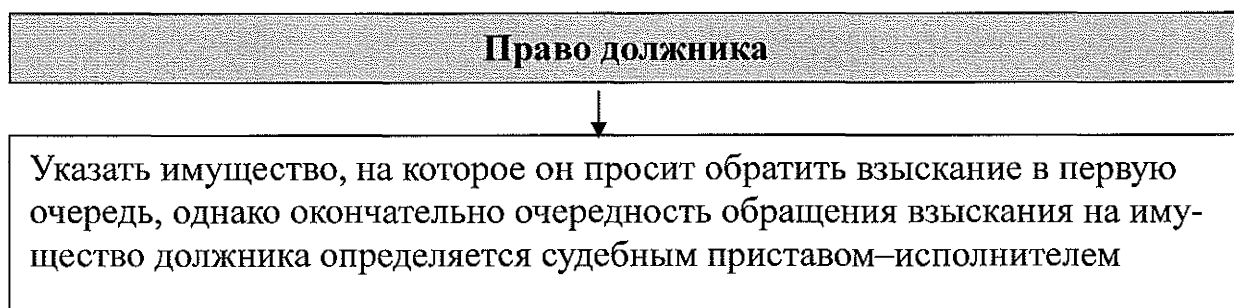 Право должника
Указать имущество, на которое он просит обратить взыскание в первую
очередь, однако окончательно очередность обращения взыскания на иму-
щество должника определяется судебным приставом–исполнителем